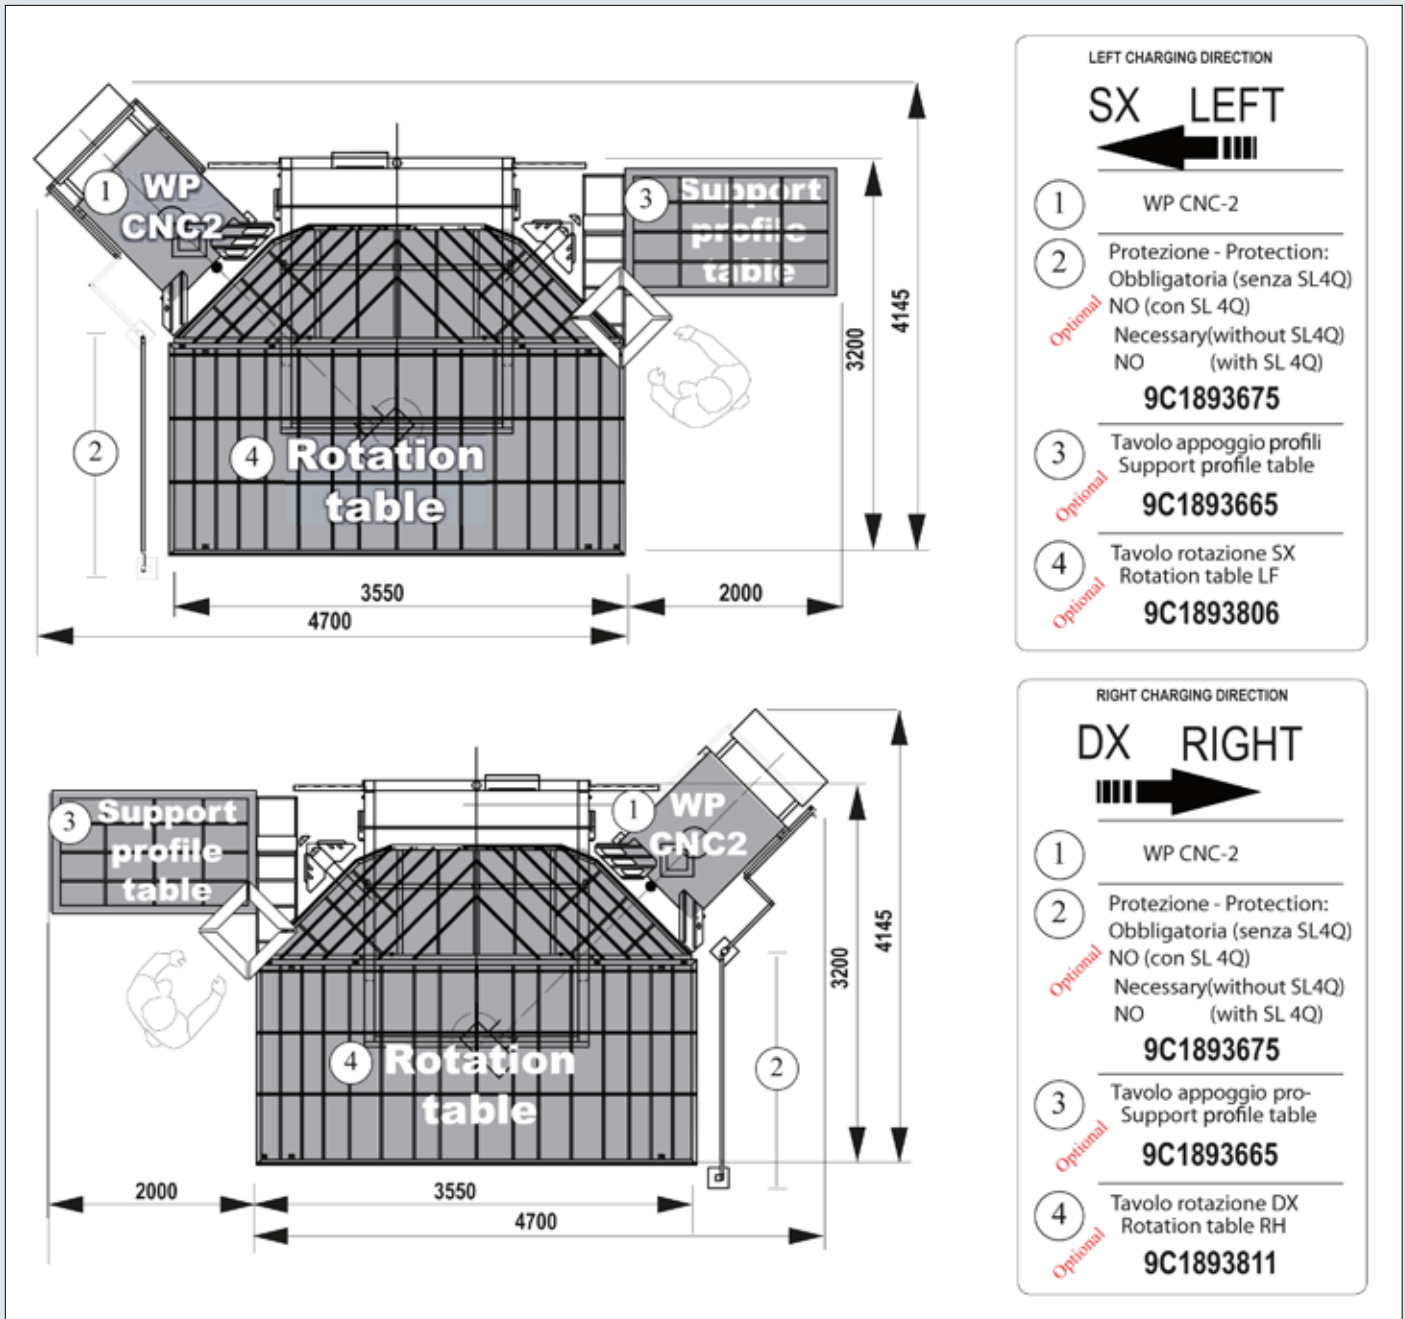 1
WP
CNC2
3
Support
profile
table
4145
3200
2
4
Rotation
table
3550
2000
4700
LEFT CHARGING DIRECTION
SX LEFT
1
WP CNC-2
2
Protezione - Protection:
Obbligatoria (senza SL4Q)
NO (con SL 4Q)
Necessary(without SL4Q)
NO (with SL 4Q)
Optional
9C1893675
3
Tavolo appoggio profili
Support profile table
Optional
9C1893665
4
Tavolo rotazione SX
Rotation table LF
Optional
9C1893806
3
Support
profile
table
1
WP
CNC2
4145
3200
4
Rotation
table
2
2000
3550
4700
RIGHT CHARGING DIRECTION
DX RIGHT
1
WP CNC-2
2
Protezione - Protection:
Obbligatoria (senza SL4Q)
NO (con SL 4Q)
Necessary(without SL4Q)
NO (with SL 4Q)
Optional
9C1893675
3
Tavolo appoggio pro-
Support profile table
Optional
9C1893665
4
Tavolo rotazione DX
Rotation table RH
Optional
9C1893811